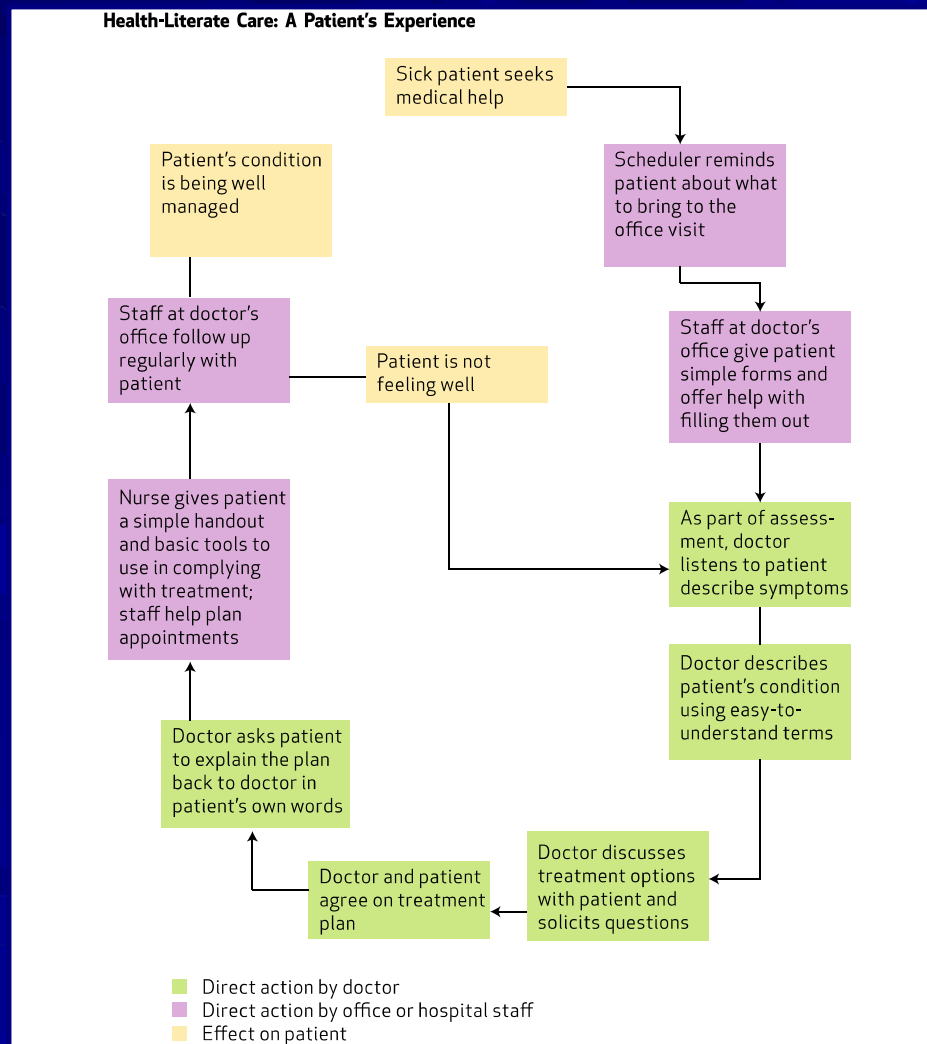 Health-Literate Care: A Patient's Experience
Sick patient seeks
medical help
Scheduler reminds
patient about what
to bring to the
office visit
Staff at doctor's
office give patient
simple forms and
offer help with
filling them out
As part of assess-
ment, doctor
listens to patient
describe symptoms
Doctor describes
patient's condition
using easy-to-
understand terms
Doctor discusses
treatment options
with patient and
solicits questions
Doctor and patient
agree on treatment
plan
Doctor asks patient
to explain the plan
back to doctor in
patient's own words
Nurse gives patient
a simple handout
and basic tools to
use in complying
with treatment;
staff help plan
appointments
Staff at doctor's
office follow up
regularly with
patient
Patient's condition
is being well
managed
Patient is not
feeling well
Direct action by doctor
Direct action by office or hospital staff
Effect on patient